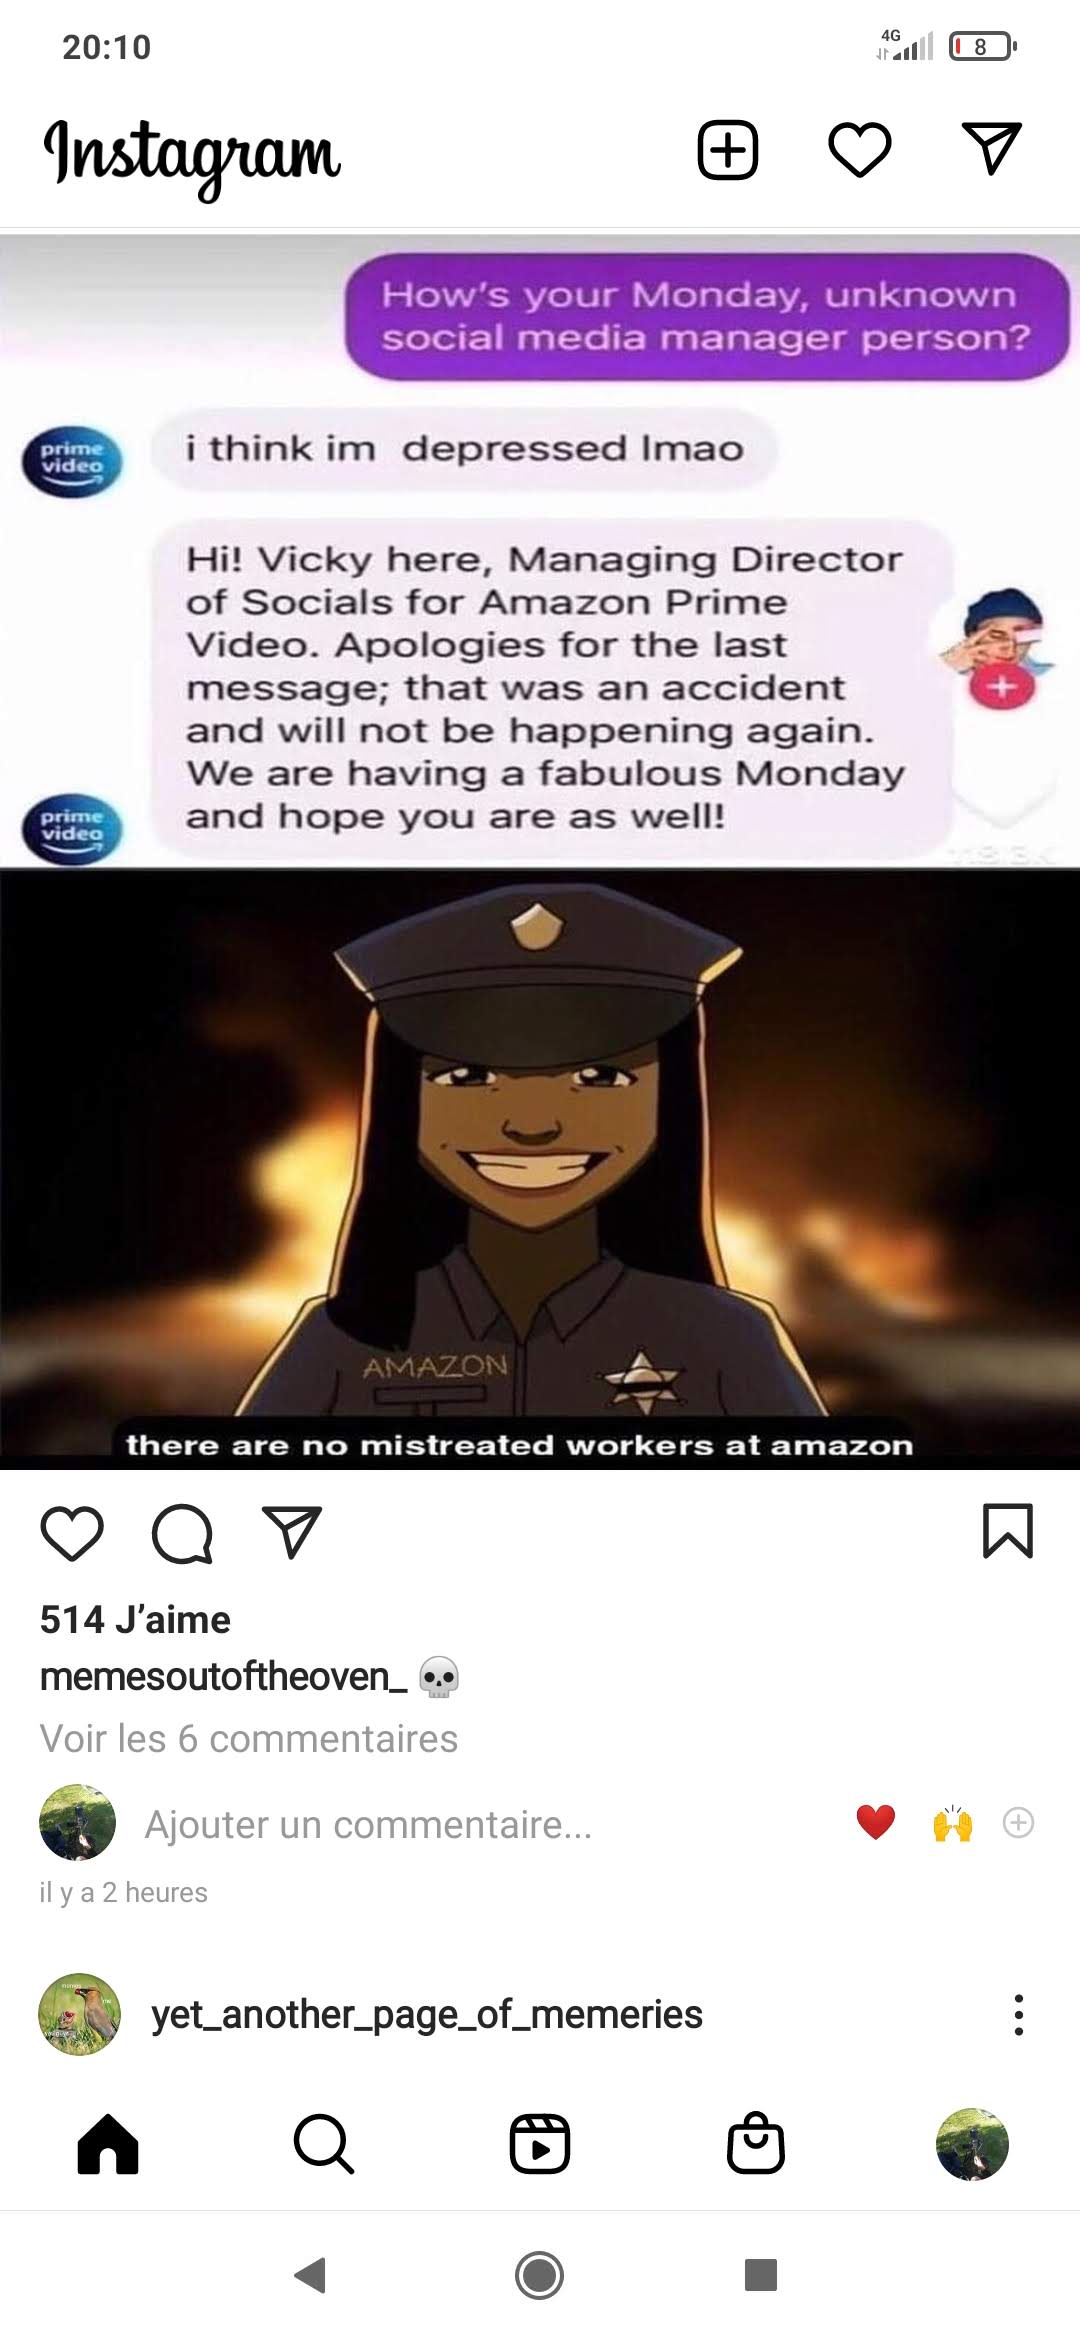 20:10
4G
8
Instagram
How's your Monday, unknown
social media manager person?
prime
video
i think im depressed lmao
Hi! Vicky here, Managing Director
of Socials for Amazon Prime
Video. Apologies for the last
message; that was an accident
and will not be happening again.
We are having a fabulous Monday
and hope you are as well!
prime
video
AMAZON
there are no mistreated workers at amazon
514 J'aime
memesoutoftheoven_ 💀
Voir les 6 commentaires
Ajouter un commentaire...
il y a 2 heures
yet_another_page_of_memeries